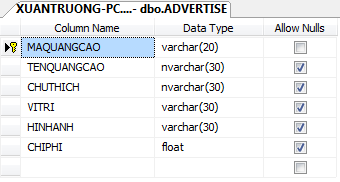 XUANTRUONG-PC....- dbo.ADVERTISE
Column Name Data Type Allow Nulls
MAQUANGCAO varchar(20)
TENQUANGCAO nvarchar(30)
CHUTHICH nvarchar(30)
VITRI varchar(30)
HINHANH varchar(30)
CHIPHI float